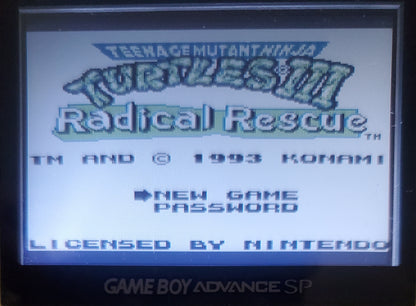 TEENAGE MUTANT NINJA
TURTLES III
Radical Rescue TM
TM AND © 1993 KONAMI
NEW GAME
PASSWORD
LICENSED BY NINTENDO
GAME BOY ADVANCE SP